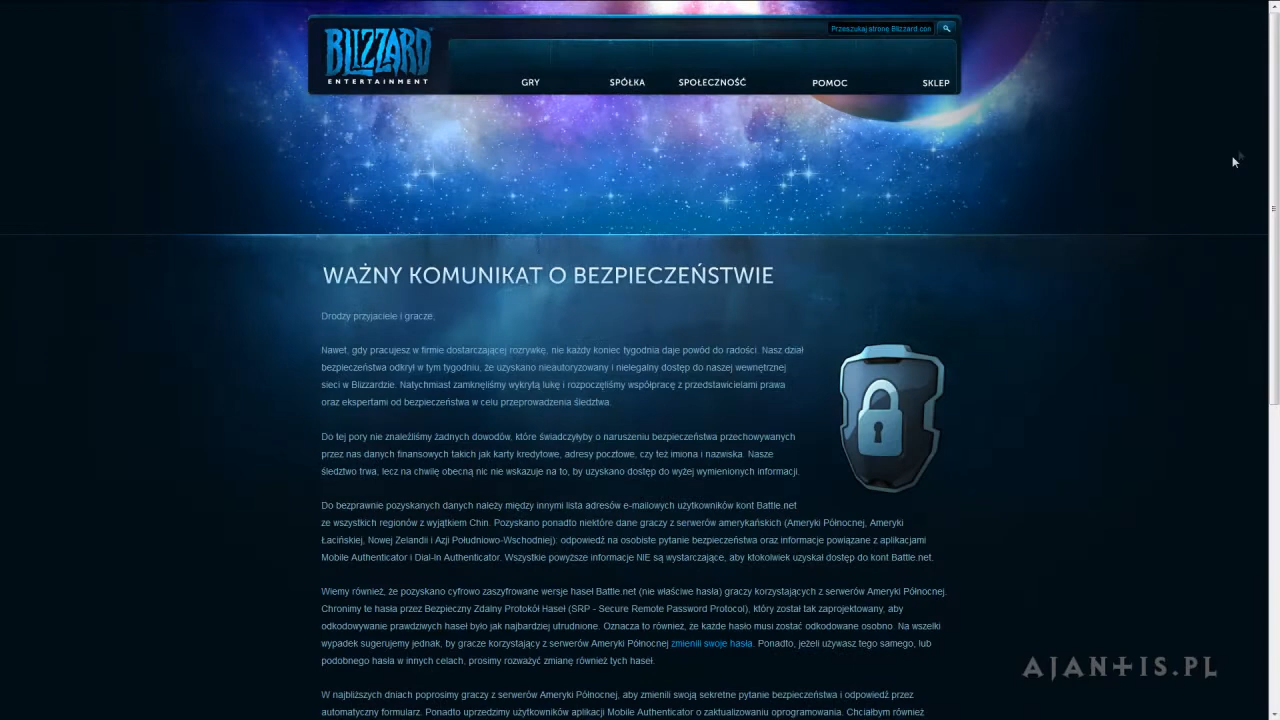 BLIZZARD
ENTERTAINMENT
Przeszukaj stronę Blizzard.con
GRY SPÓŁKA SPOŁECZNOŚĆ POMOC SKLEP
WAŻNY KOMUNIKAT O BEZPIECZEŃSTWIE
Drodzy przyjaciele i gracze,
Nawet, gdy pracujesz w firmie dostarczającej rozrywkę, nie każdy koniec tygodnia daje powód do radości. Nasz dział
bezpieczeństwa odkrył w tym tygodniu, że uzyskano nieautoryzowany i nielegalny dostęp do naszej wewnętrznej
sieci w Blizzardzie. Natychmiast zamknęliśmy wykrytą lukę i rozpoczęliśmy współpracę z przedstawicielami prawa
oraz ekspertami od bezpieczeństwa w celu przeprowadzenia śledztwa.
Do tej pory nie znaleźliśmy żadnych dowodów, które świadczyłyby o naruszeniu bezpieczeństwa przechowywanych
przez nas danych finansowych takich jak karty kredytowe, adresy pocztowe, czy też imiona i nazwiska. Nasze
śledztwo trwa, lecz na chwilę obecną nic nie wskazuje na to, by uzyskano dostęp do wyżej wymienionych informacji.
Do bezprawnie pozyskanych danych należy między innymi lista adresów e-mailowych użytkowników kont Battle.net
ze wszystkich regionów z wyjątkiem Chin. Pozyskano ponadto niektóre dane graczy z serwerów amerykańskich (Ameryki Północnej, Ameryki
Łacińskiej, Nowej Zelandii i Azji Południowo-Wschodniej): odpowiedź na osobiste pytanie bezpieczeństwa oraz informacje powiązane z aplikacjami
Mobile Authenticator i Dial-In Authenticator. Wszystkie powyższe informacje NIE są wystarczające, aby ktokolwiek uzyskał dostęp do kont Battle.net.
Wiemy również, że pozyskano cyfrowo zaszyfrowane wersje haseł Battle.net (nie właściwe hasła) graczy korzystających z serwerów Ameryki Północnej.
Chronimy te hasła przez Bezpieczny Zdalny Protokół Haseł (SRP - Secure Remote Password Protocol), który został tak zaprojektowany, aby
odkodowywanie prawdziwych haseł było jak najbardziej utrudnione. Oznacza to również, że każde hasło musi zostać odkodowane osobno. Na wszelki
wypadek sugerujemy jednak, by gracze korzystający z serwerów Ameryki Północnej zmienili swoje hasła. Ponadto, jeżeli używasz tego samego, lub
podobnego hasła w innych celach, prosimy rozważyć zmianę również tych haseł.
W najbliższych dniach poprosimy graczy z serwerów Ameryki Północnej, aby zmienili swoją sekretne pytanie bezpieczeństwa i odpowiedź przez
automatyczny formularz. Ponadto uprzedzimy użytkowników aplikacji Mobile Authenticator o zaktualizowaniu oprogramowania. Chciałbym również
AJANTIS.PL